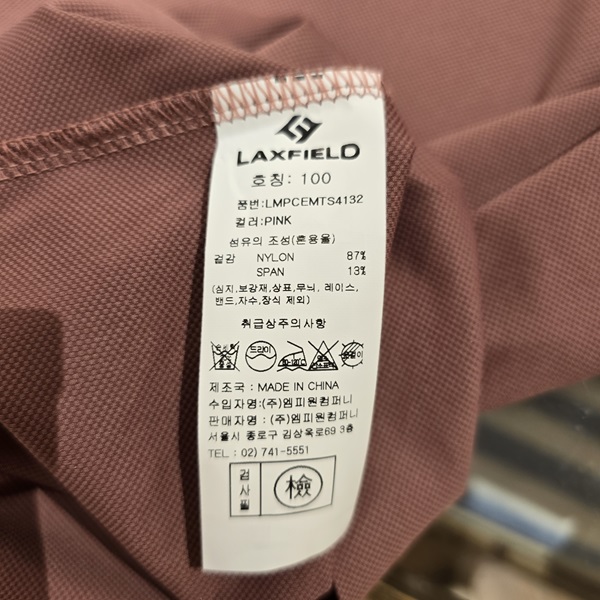 LAXFIELD
호칭: 100
품번:LMPCEMTS4132
컬러:PINK
섬유의 조성(혼용율)
겉감 NYLON 87%
SPAN 13%
(심지,보강재,상표,무늬, 레이스,
밴드,자수,장식 제외)
취급상주의사항
드라이
제조국 : MADE IN CHINA
수입자명:(주)엠피원컴퍼니
판매자명 : (주)엠피원컴퍼니
서울시 종로구 김상옥로69 3층
TEL : 02) 741-5551
검사필
檢